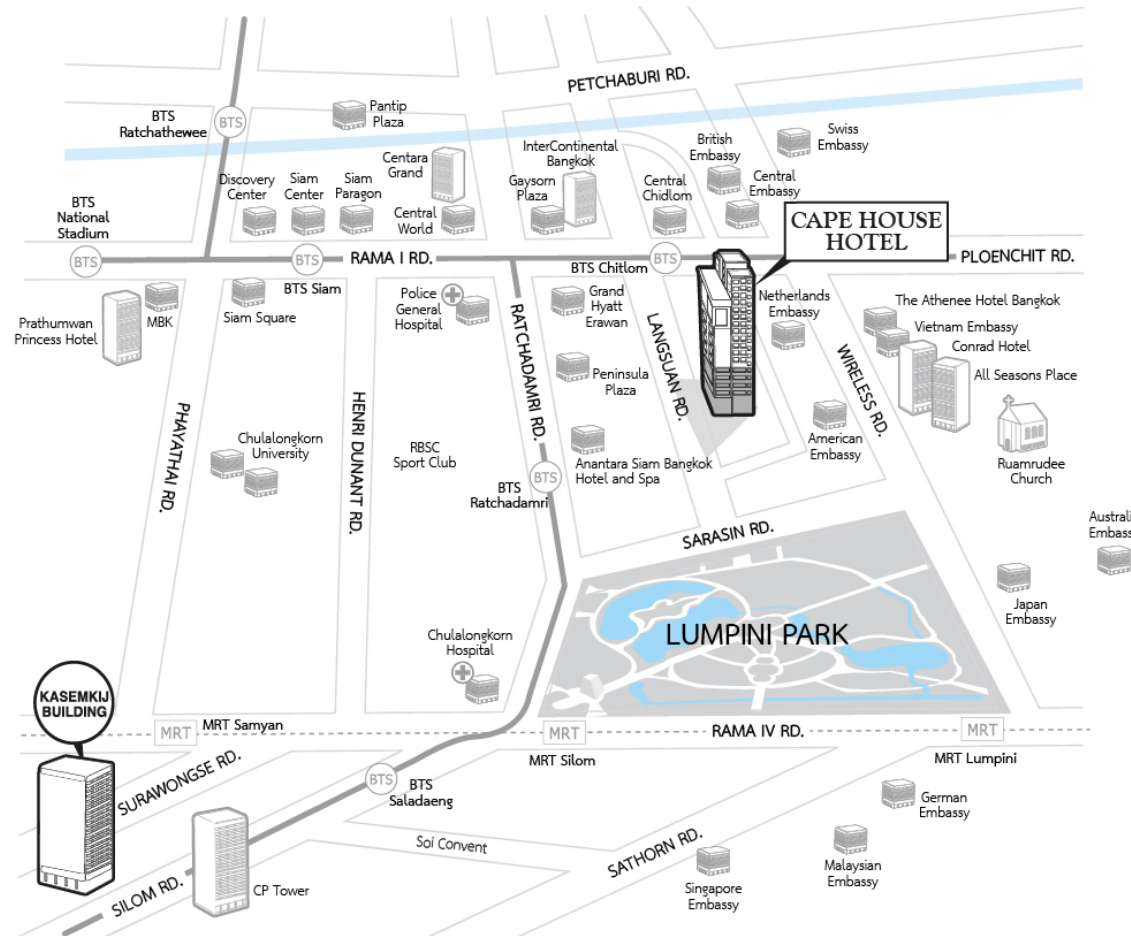 PETCHABURI RD.
BTS
Ratchathewee
BTS
Pantip
Plaza
Swiss
Embassy
British
Embassy
InterContinental
Bangkok
Centara
Grand
Discovery
Center
Siam
Center
Siam
Paragon
Central
World
Gaysorn
Plaza
Central
Chidlom
Central
Embassy
BTS
National
Stadium
CAPE HOUSE
HOTEL
BTS
BTS
RAMA I RD.
BTS Chitlom
BTS
PLOENCHIT RD.
BTS Siam
Prathumwan
Princess Hotel
MBK
Siam Square
Police
General
Hospital
Grand
Hyatt
Erawan
Netherlands
Embassy
The Athenee Hotel Bangkok
Vietnam Embassy
Conrad Hotel
All Seasons Place
RATCHADAMRI RD.
LANGSUAN RD.
WIRELESS RD.
Peninsula
Plaza
PHAYATHAI RD.
HENRI DUNANT RD.
Chulalongkorn
University
RBSC
Sport Club
Anantara Siam Bangkok
Hotel and Spa
American
Embassy
Ruamrudee
Church
BTS
Ratchadamri
BTS
SARASIN RD.
Australi
Embass
Japan
Embassy
LUMPINI PARK
Chulalongkorn
Hospital
KASEMKIJ
BUILDING
MRT
MRT Samyan
MRT
MRT Silom
RAMA IV RD.
MRT
MRT Lumpini
SURAWONGSE RD.
BTS
BTS
Saladaeng
German
Embassy
Soi Convent
SATHORN RD.
Malaysian
Embassy
Singapore
Embassy
SILOM RD.
CP Tower